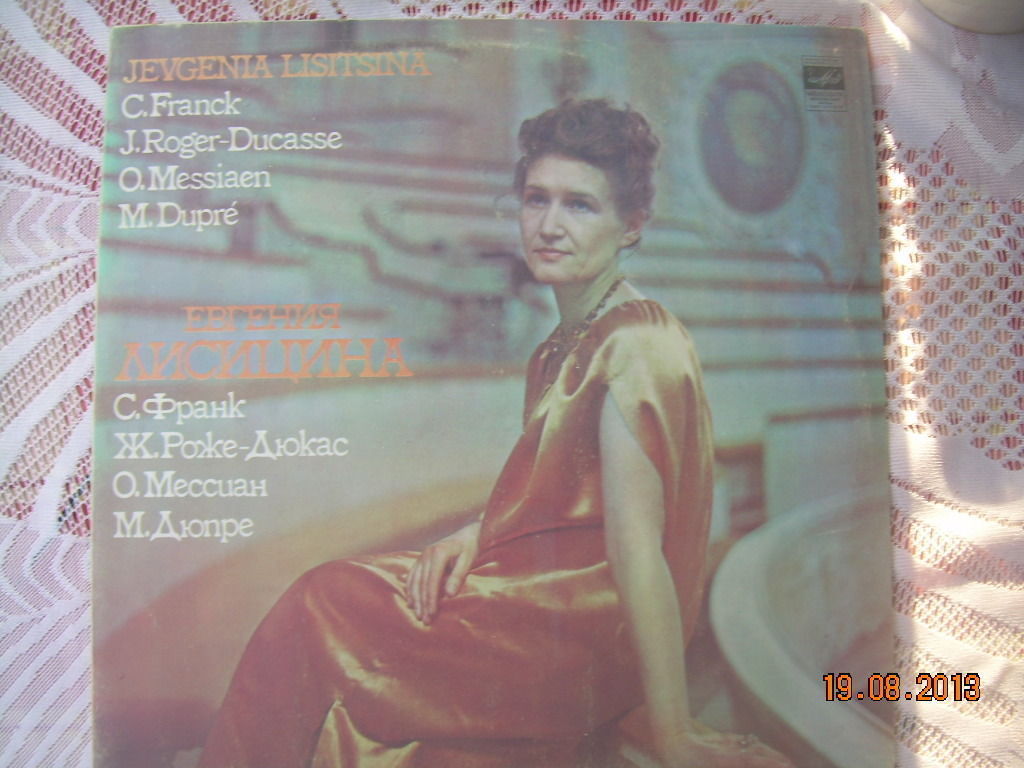 JEVGENIA LISITSINA
C. Franck
J. Roger-Ducasse
O. Messiaen
M. Dupré
ЕВГЕНИЯ
ЛИСИЦИНА
С. Франк
Ж. Роже-Дюкас
О. Мессиан
М. Дюпре
19.08.2013